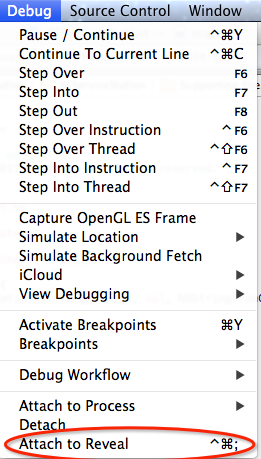 Debug Source Control Window
Pause / Continue ^⌘Y
Continue To Current Line ^⌘C
Step Over F6
Step Into F7
Step Out F8
Step Over Instruction ^F6
Step Over Thread ^⇧F6
Step Into Instruction ^F7
Step Into Thread ^⇧F7
Capture OpenGL ES Frame
Simulate Location ▶
Simulate Background Fetch
iCloud ▶
View Debugging ▶
Activate Breakpoints ⌘Y
Breakpoints ▶
Debug Workflow ▶
Attach to Process ▶
Detach
Attach to Reveal ^⌘;